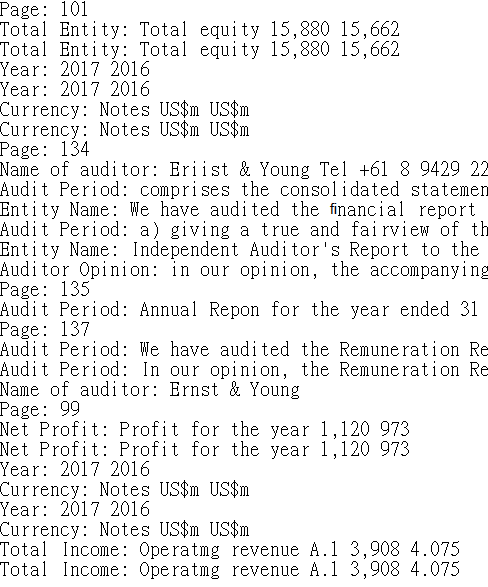 Page: 101
Total Entity: Total equity 15,880 15,662
Total Entity: Total equity 15,880 15,662
Year: 2017 2016
Year: 2017 2016
Currency: Notes US$m US$m
Currency: Notes US$m US$m
Page: 134
Name of auditor: Eriist & Young Tel +61 8 9429 22
Audit Period: comprises the consolidated statemen
Entity Name: We have audited the financial report
Audit Period: a) giving a true and fairview of th
Entity Name: Independent Auditor's Report to the
Auditor Opinion: in our opinion, the accompanying
Page: 135
Audit Period: Annual Repon for the year ended 31
Page: 137
Audit Period: We have audited the Remuneration Re
Audit Period: In our opinion, the Remuneration Re
Name of auditor: Ernst & Young
Page: 99
Net Profit: Profit for the year 1,120 973
Net Profit: Profit for the year 1,120 973
Year: 2017 2016
Currency: Notes US$m US$m
Year: 2017 2016
Currency: Notes US$m US$m
Total Income: Operatmg revenue A.1 3,908 4.075
Total Income: Operatmg revenue A.1 3,908 4.075